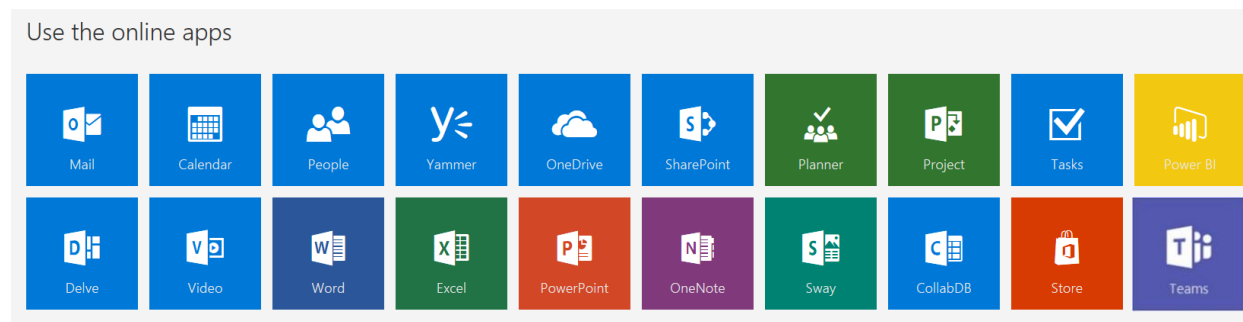 Use the online apps
Mail Calendar People Yammer OneDrive SharePoint Planner Project Tasks Power BI
Delve Video Word Excel PowerPoint OneNote Sway CollabDB Store Teams